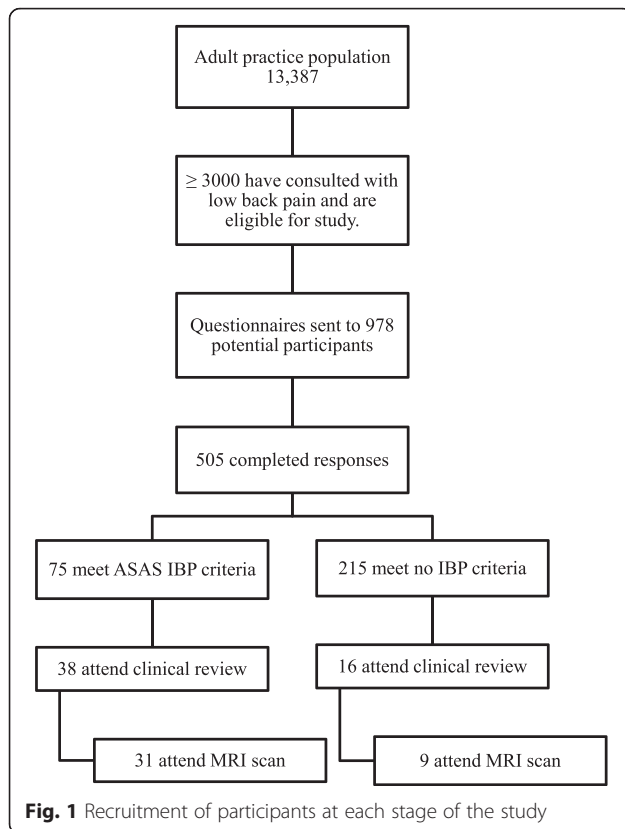 Adult practice population
13,387
≥ 3000 have consulted with
low back pain and are
eligible for study.
Questionnaires sent to 978
potential participants
505 completed responses
75 meet ASAS IBP criteria
215 meet no IBP criteria
38 attend clinical review
16 attend clinical review
31 attend MRI scan
9 attend MRI scan
Fig. 1 Recruitment of participants at each stage of the study